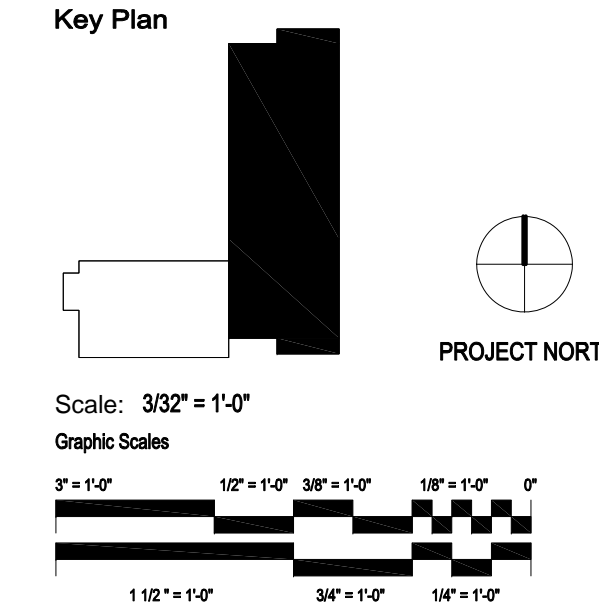 Key Plan
PROJECT NORT
Scale: 3/32" = 1'-0"
Graphic Scales
3" = 1'-0" 1/2" = 1'-0" 3/8" = 1'-0" 1/8" = 1'-0" 0"
1 1/2 " = 1'-0" 3/4" = 1'-0" 1/4" = 1'-0"